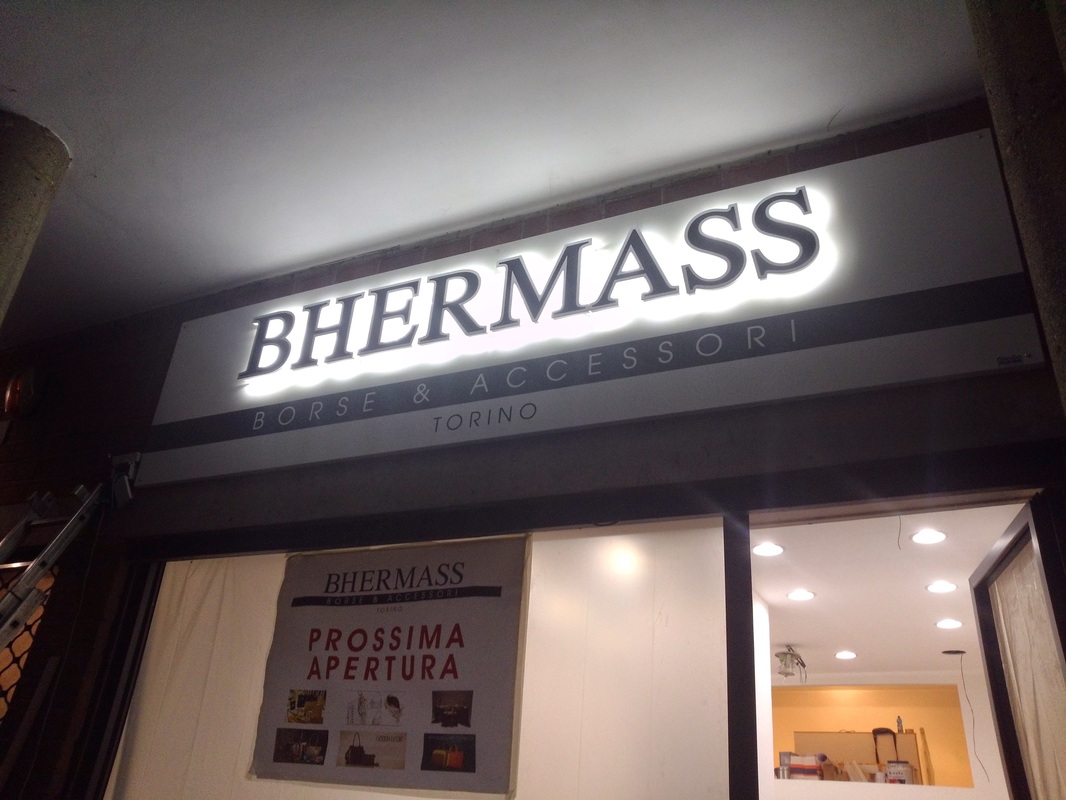 BHERMASS
BORSE & ACCESSORI
TORINO
BHERMASS
BORSE & ACCESSORI
TORINO
PROSSIMA
APERTURA